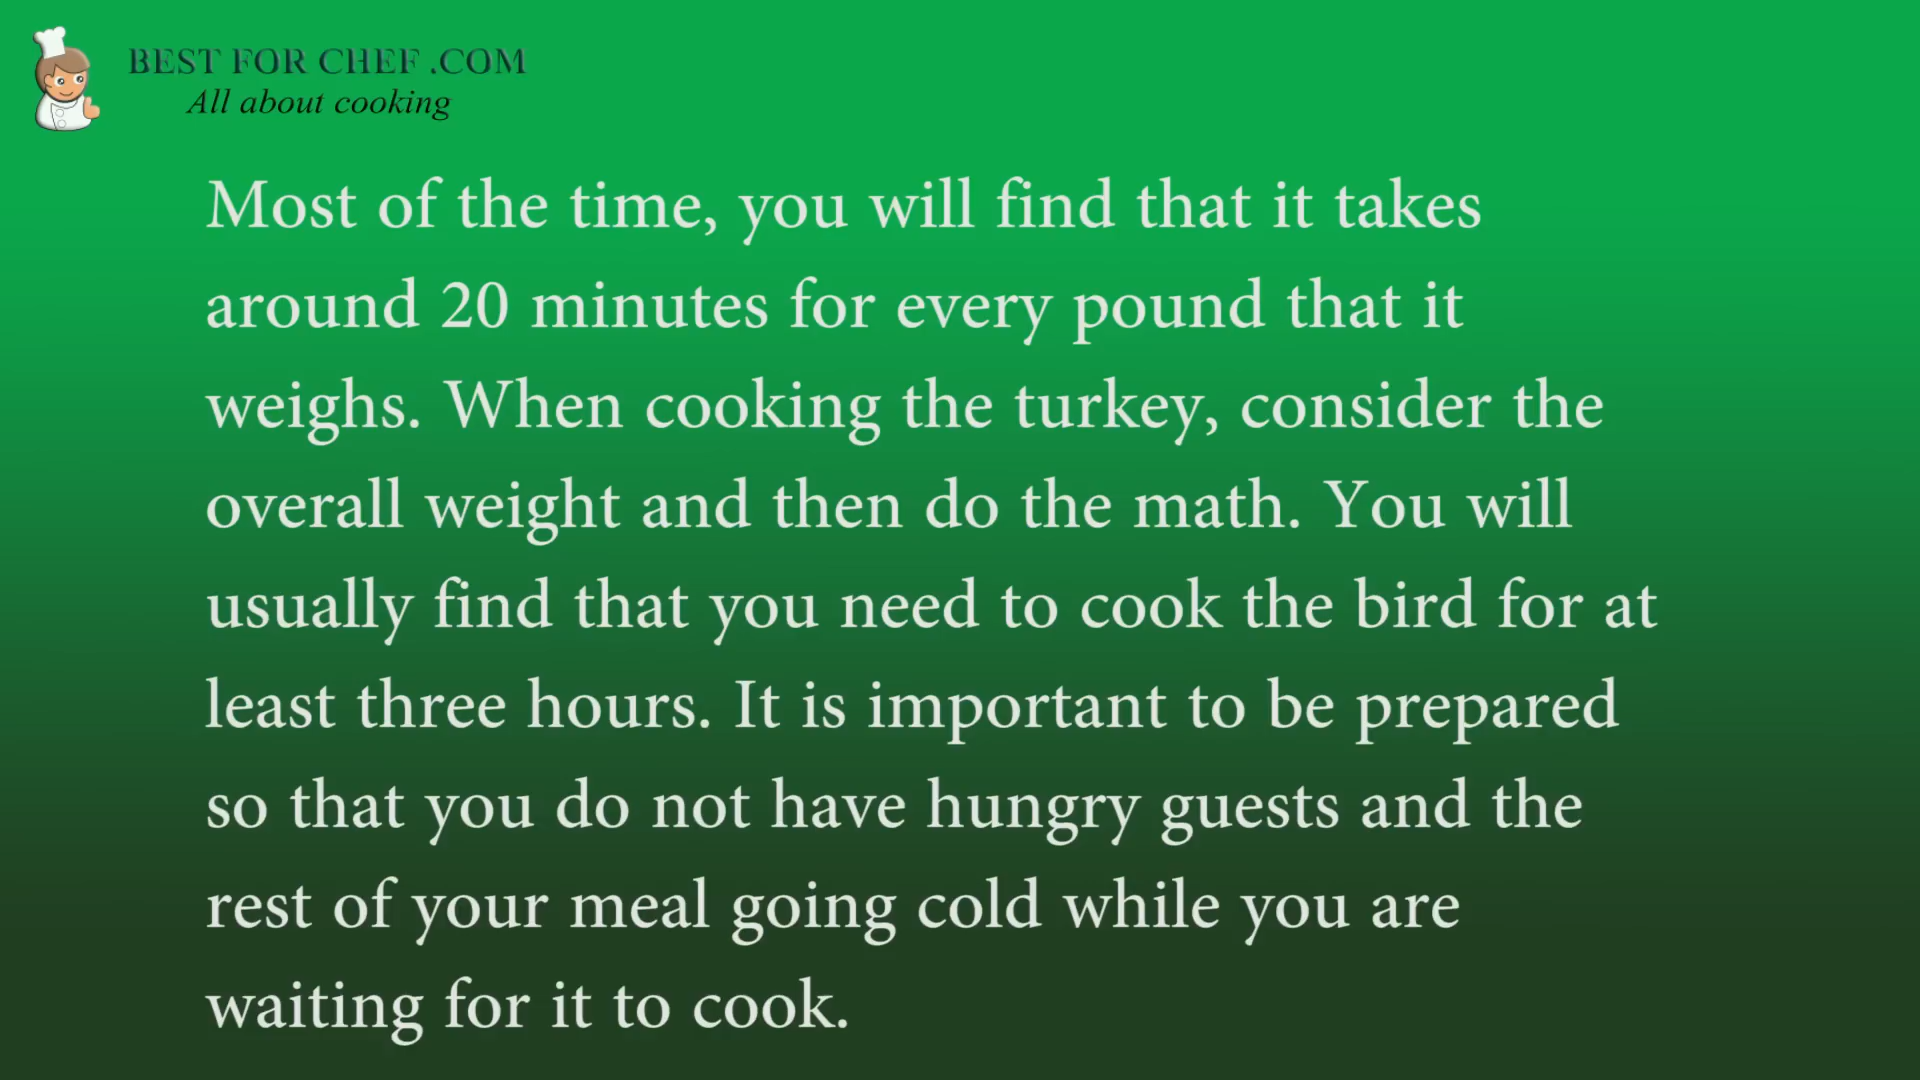 BEST FOR CHEF .COM
All about cooking
Most of the time, you will find that it takes
around 20 minutes for every pound that it
weighs. When cooking the turkey, consider the
overall weight and then do the math. You will
usually find that you need to cook the bird for at
least three hours. It is important to be prepared
so that you do not have hungry guests and the
rest of your meal going cold while you are
waiting for it to cook.